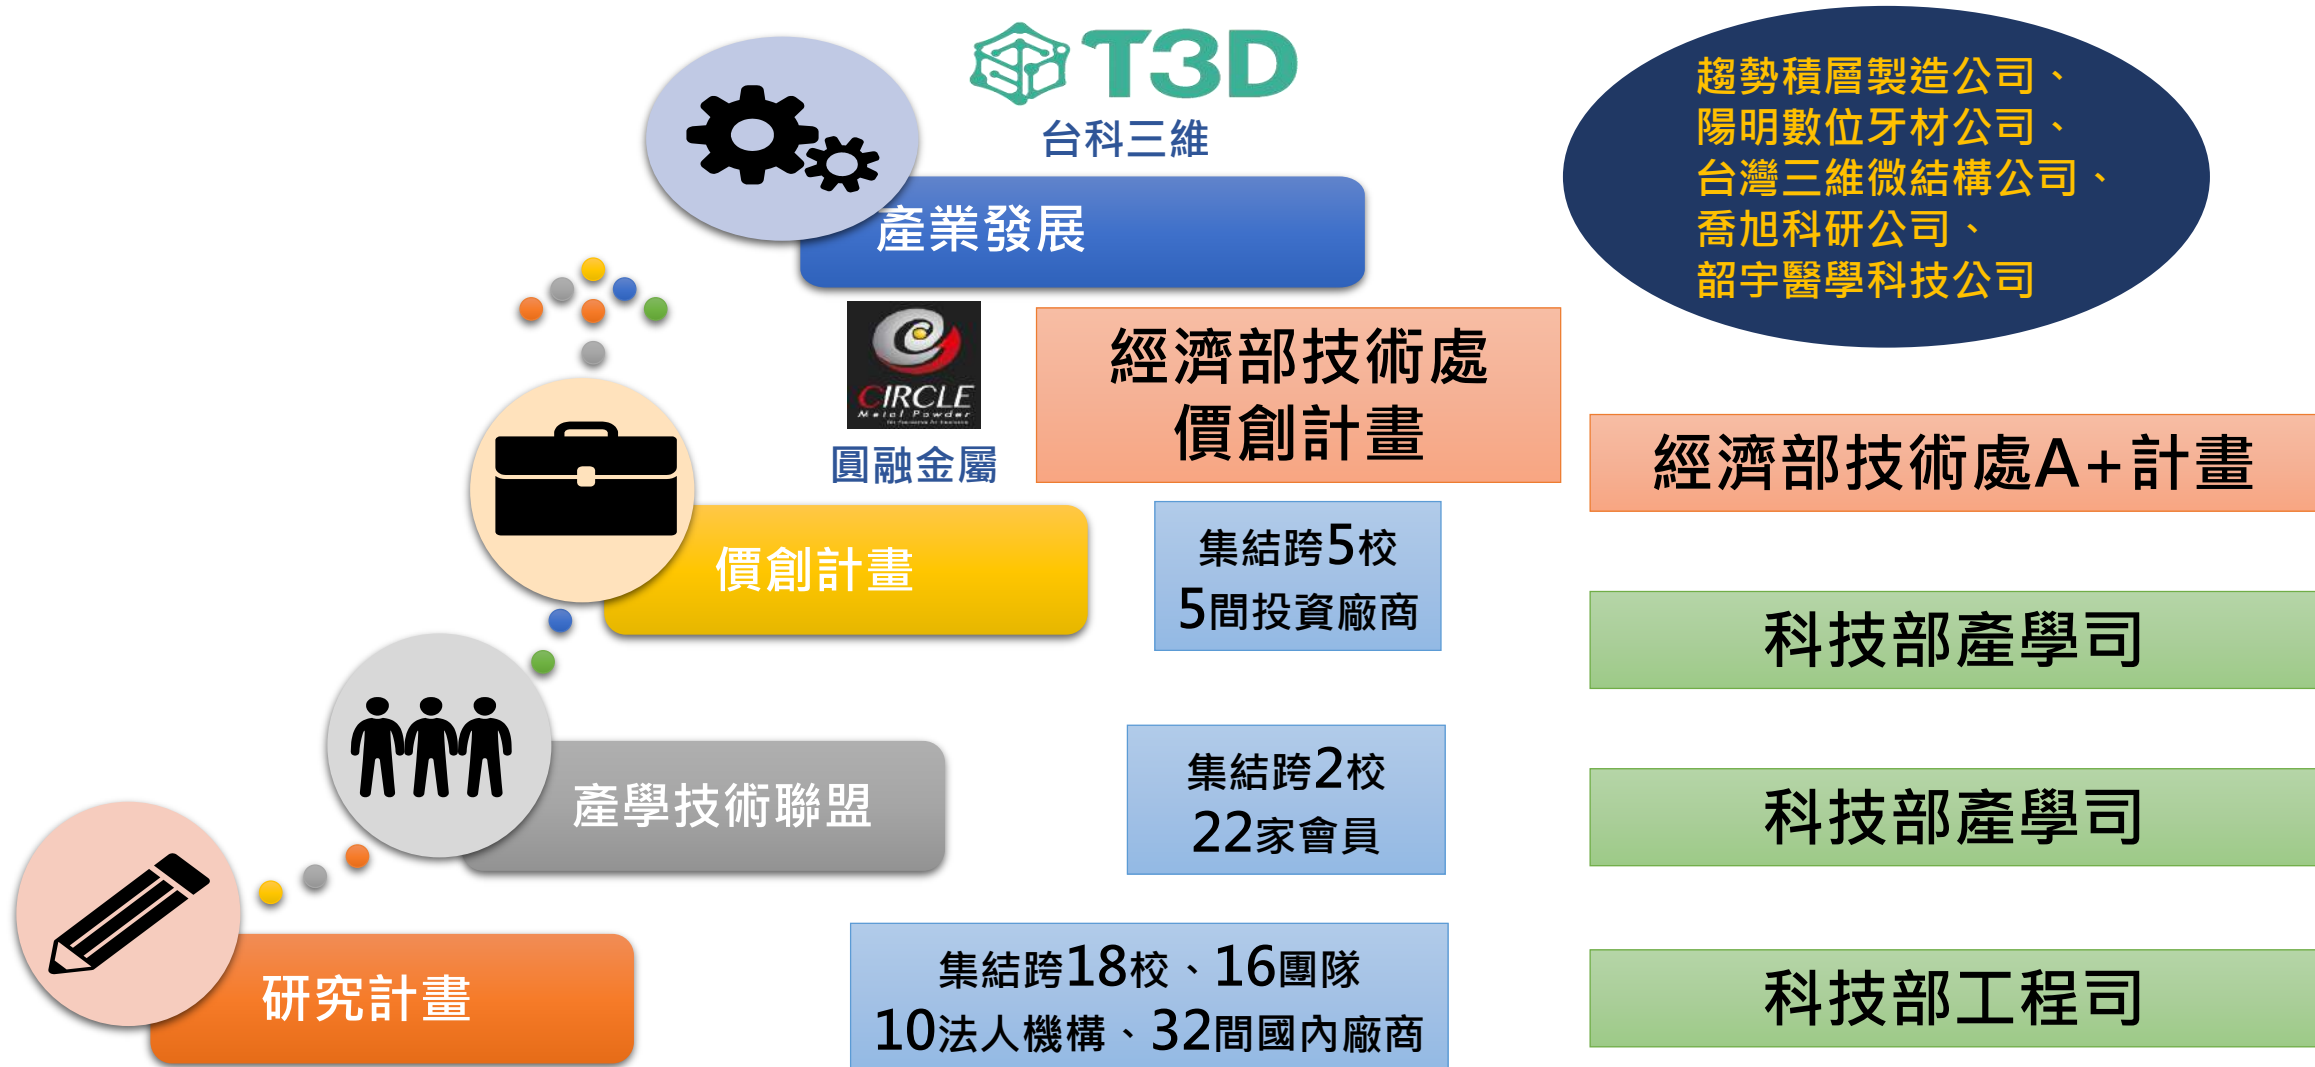 T3D
台科三維
產業發展
趨勢積層製造公司、
陽明數位牙材公司、
台灣三維微結構公司、
喬旭科研公司、
韶宇醫學科技公司
CIRCLE
Metal Powder
圓融金屬
經濟部技術處
價創計畫
經濟部技術處A+計畫
價創計畫
集結跨5校
5間投資廠商
科技部產學司
產學技術聯盟
集結跨2校
22家會員
科技部產學司
研究計畫
集結跨18校、16團隊
10法人機構、32間國內廠商
科技部工程司